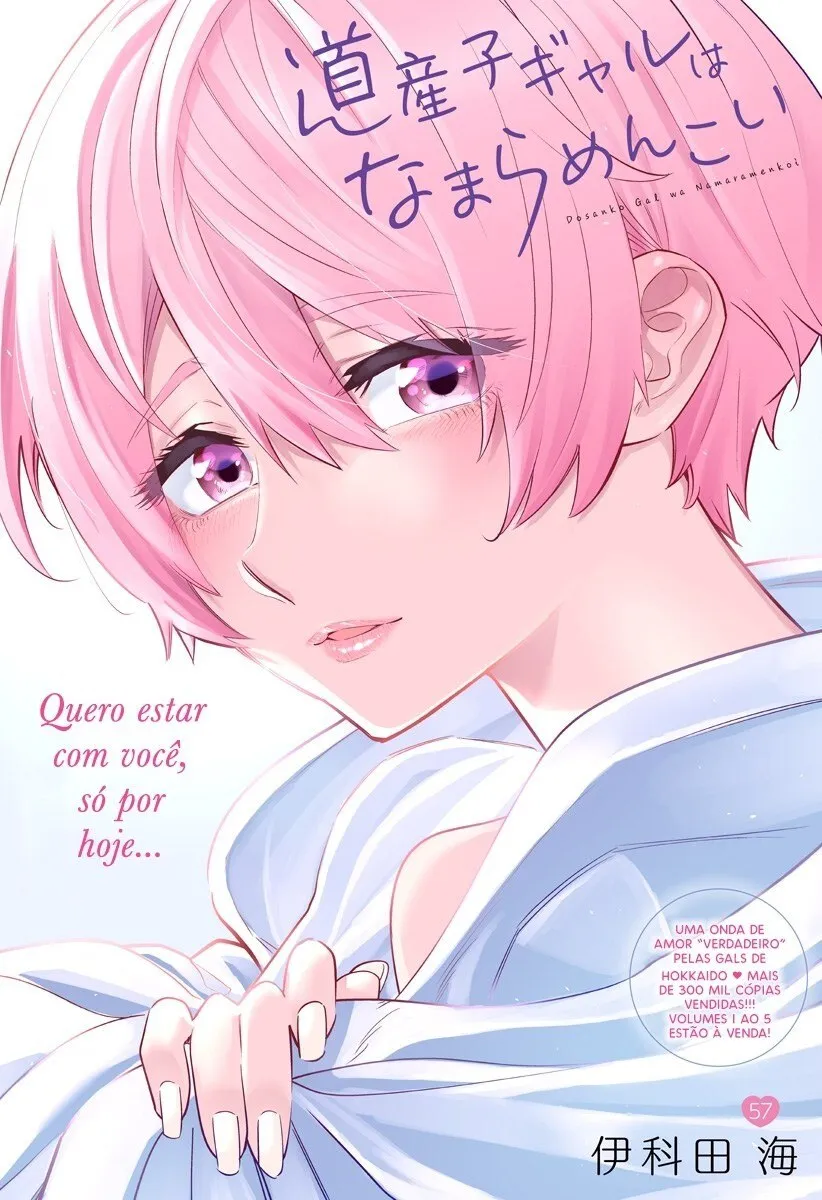 道産子ギャルは
なまらめんこい
Dosanko Gal wa Namaramenkoi
Quero estar
com você,
só por
hoje...
UMA ONDA DE
AMOR “VERDADEIRO”
PELAS GALS DE
HOKKAIDO ♥ MAIS
DE 300 MIL CÓPIAS
VENDIDAS!!!
VOLUMES 1 AO 5
ESTÃO À VENDA!
57
伊科田 海